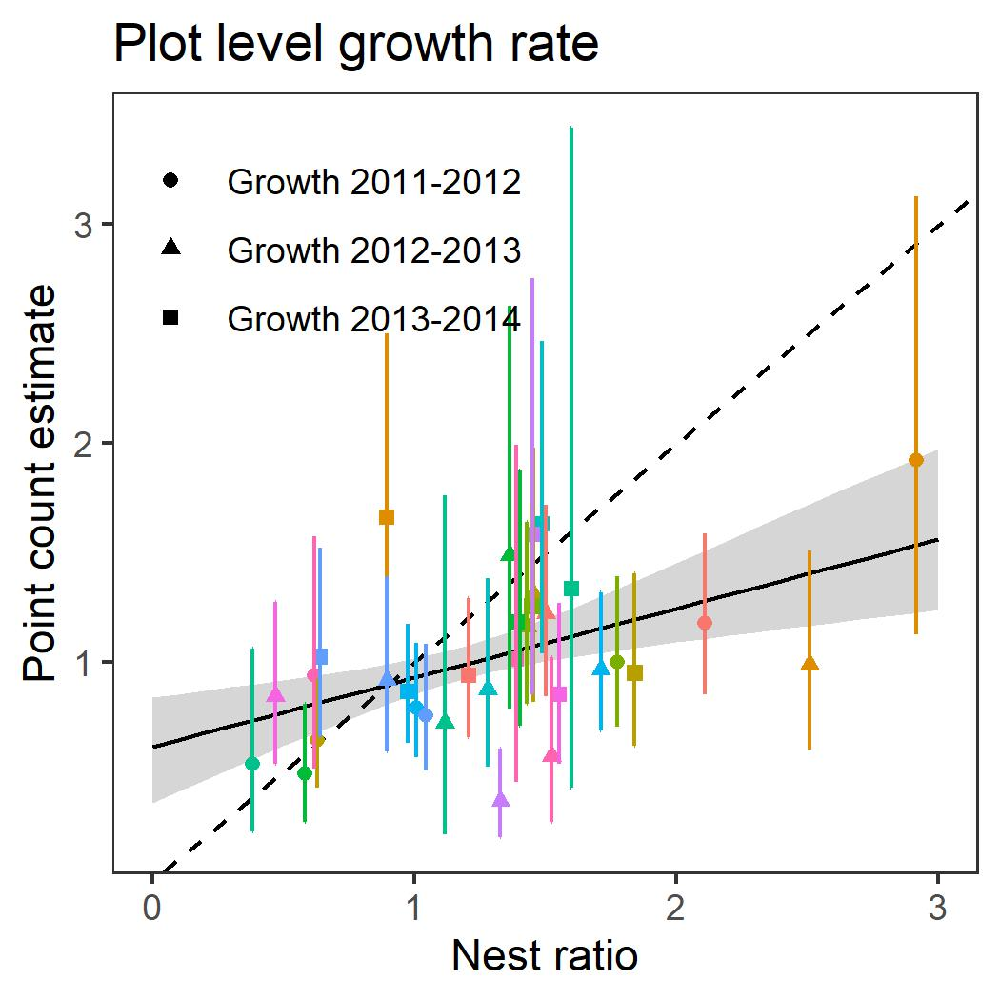 Plot level growth rate
Growth 2011-2012
Growth 2012-2013
Growth 2013-2014
Point count estimate
3
2
1
0 1 2 3
Nest ratio